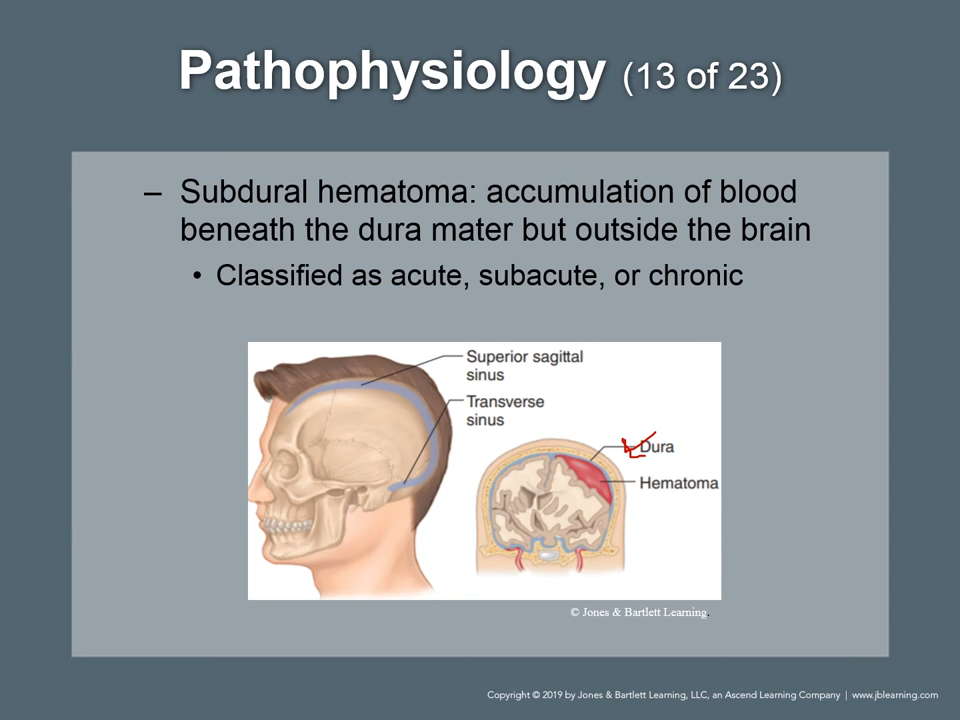 Pathophysiology (13 of 23)
– Subdural hematoma: accumulation of blood
beneath the dura mater but outside the brain
• Classified as acute, subacute, or chronic
Superior sagittal
sinus
Transverse
sinus
Dura
Hematoma
© Jones & Bartlett Learning.
Copyright © 2019 by Jones & Bartlett Learning, LLC, an Ascend Learning Company | www.jblearning.com